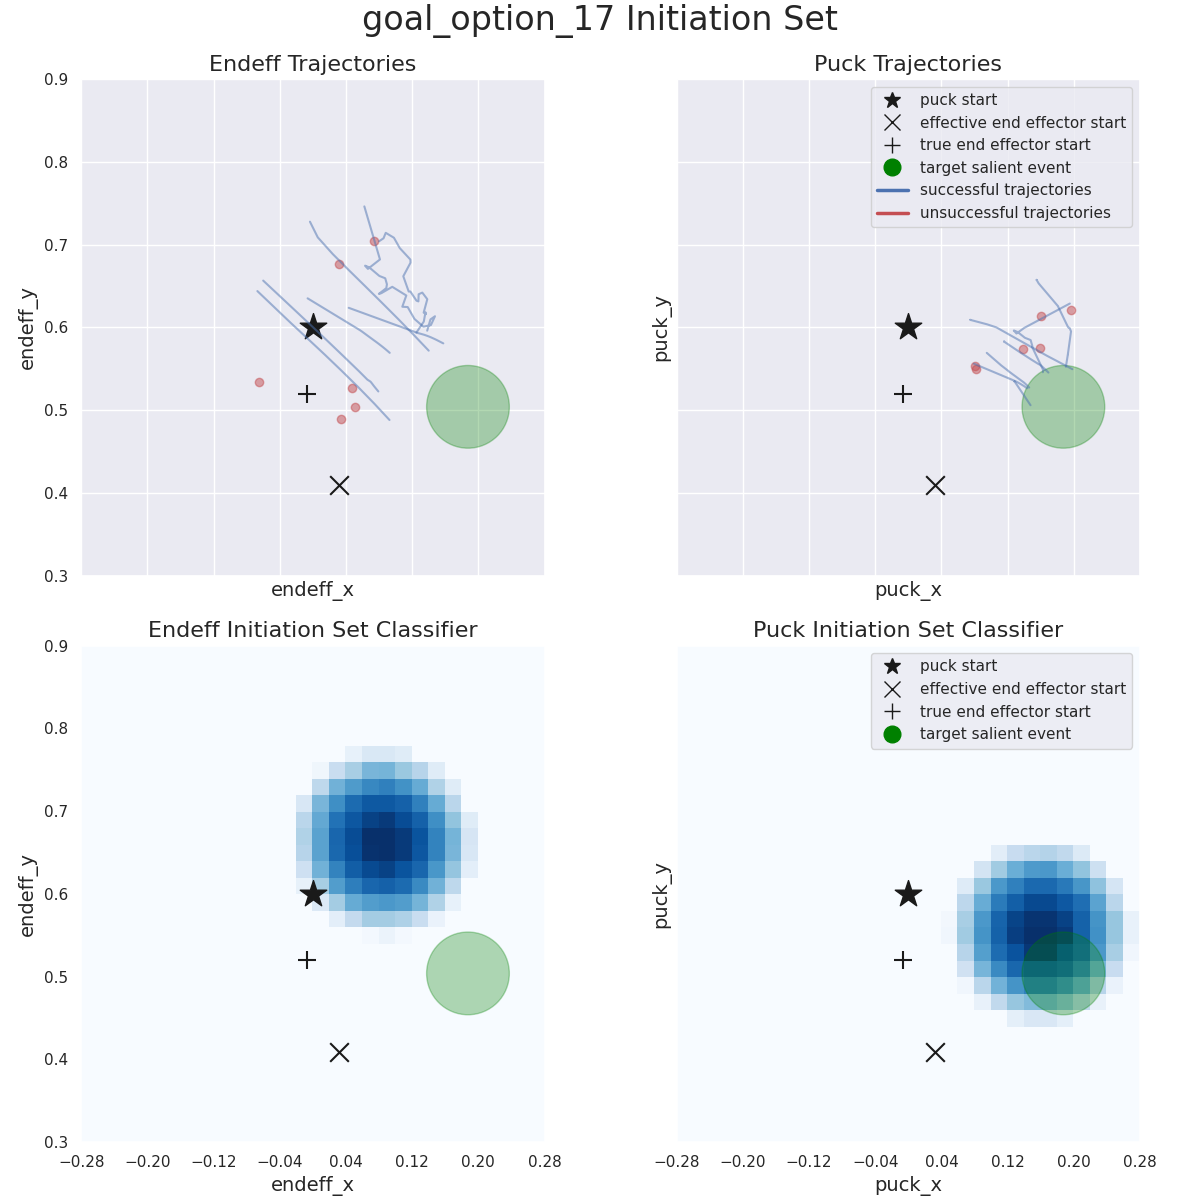 goal_option_17 Initiation Set
Endeff Trajectories
0.9
0.8
0.7
0.6
0.5
0.4
0.3
endeff_y
endeff_x
Puck Trajectories
puck start
effective end effector start
true end effector start
target salient event
successful trajectories
unsuccessful trajectories
puck_y
puck_x
Endeff Initiation Set Classifier
0.9
0.8
0.7
0.6
0.5
0.4
0.3
endeff_y
−0.28 −0.20 −0.12 −0.04 0.04 0.12 0.20 0.28
endeff_x
Puck Initiation Set Classifier
puck start
effective end effector start
true end effector start
target salient event
puck_y
−0.28 −0.20 −0.12 −0.04 0.04 0.12 0.20 0.28
puck_x